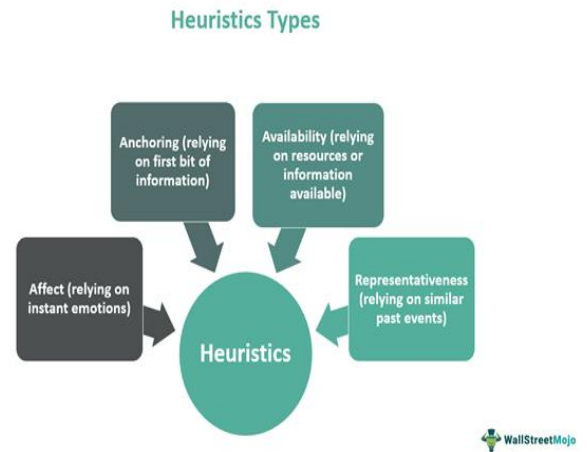 Heuristics Types
Anchoring (relying
on first bit of
information)
Availability (relying
on resources or
information
available)
Affect (relying on
instant emotions)
Representativeness
(relying on similar
past events)
Heuristics
WallStreetMojo